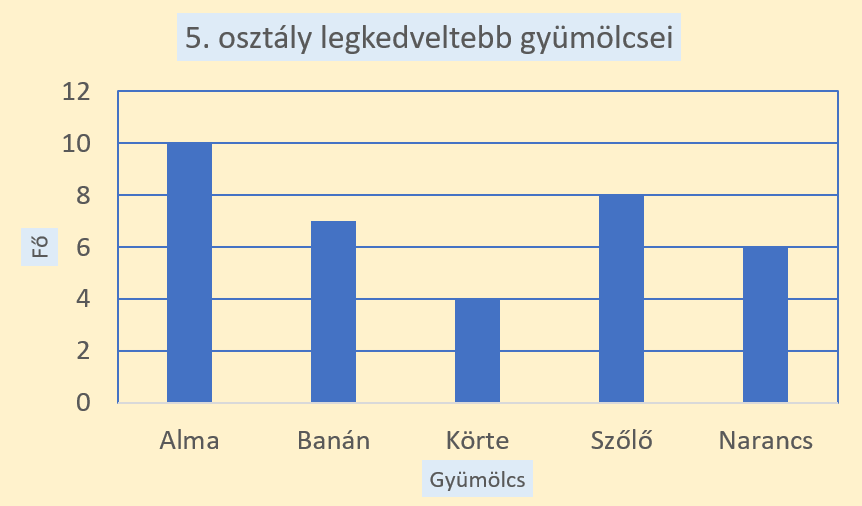 5. osztály legkedveltebb gyümölcsei
12
10
8
6
4
2
0
Fő
Alma Banán Körte Szőlő Narancs
Gyümölcs